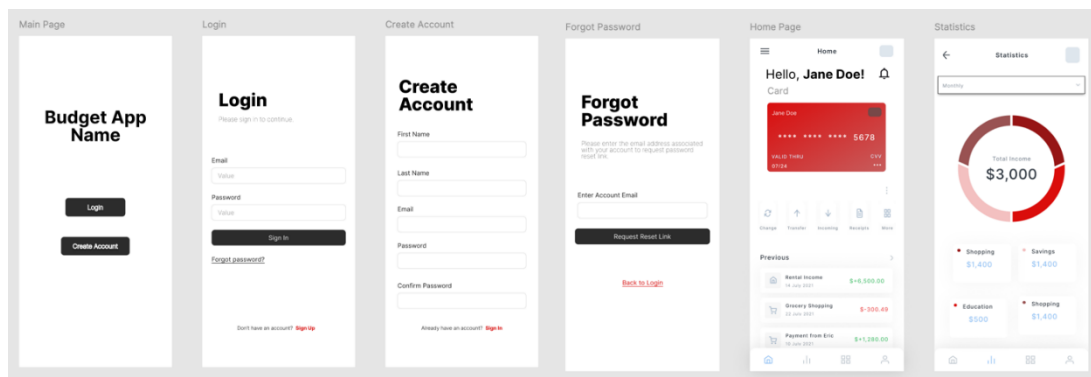 Main Page
Budget App
Name
Login
Create Account
Login
Login
Please sign in to continue.
Email
Value
Password
Value
Sign In
Forgot password?
Don't have an account? Sign Up
Create Account
Create
Account
First Name
Last Name
Email
Password
Confirm Password
Already have an account? Sign In
Forgot Password
Forgot
Password
Please enter the email address associated
with your account to request password
reset link.
Enter Account Email
Request Reset Link
Back to Login
Home Page
Home
Hello, Jane Doe!
Card
Jane Doe
**** **** **** 5678
VALID THRU CVV
07/24 ***
Change Transfer Incoming Receipts More
Previous
Rental Income
14 July 2021
$+6,500.00
Grocery Shopping
22 July 2021
$-300.49
Payment from Eric
$+1,200.00
Statistics
Statistics
Monthly
Total Income
$3,000
Shopping
$1,400
Savings
$1,400
Education
$500
Shopping
$1,400